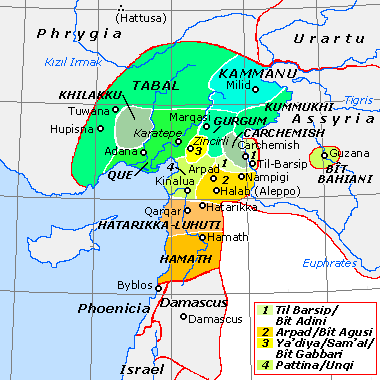 (Hattusa)
Phrygia
Urartu
Kızıl Irmak
TABAL
KAMMANU
Milid
KHILAKKU
KUMMUKHI
Tigris
Tuwana
Marqasi
GURGUM
Assyria
Hupisna
Karatepe
CARCHEMISH
Zincirli
Carchemish
Adana
3
1
Guzana
Til-Barsip
QUE
4
Arpad
1
BIT
BAHIANI
Kinalua
2
Nampigi
Halab (Aleppo)
Qarqar
Hatarikka
HATARIKKA-LUHUTI
Hamath
HAMATH
Euphrates
Byblos
Phoenicia
Damascus
Damascus
Israel
1 Til Barsip/
Bit Adini
2 Arpad/Bit Agusi
3 Ya'diya/Sam'al/
Bit Gabbari
4 Pattina/Unqi